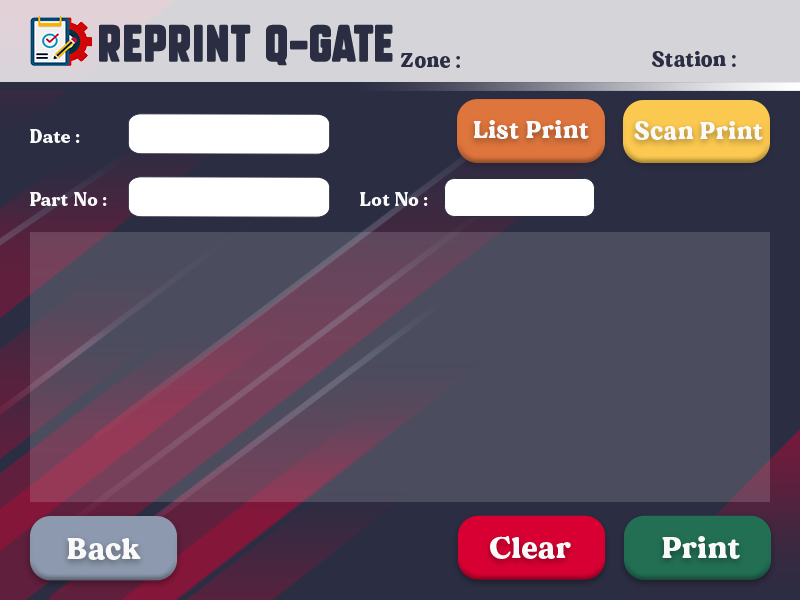 REPRINT Q-GATE
Zone :
Station :
Date :
List Print
Scan Print
Part No :
Lot No :
Back
Clear
Print